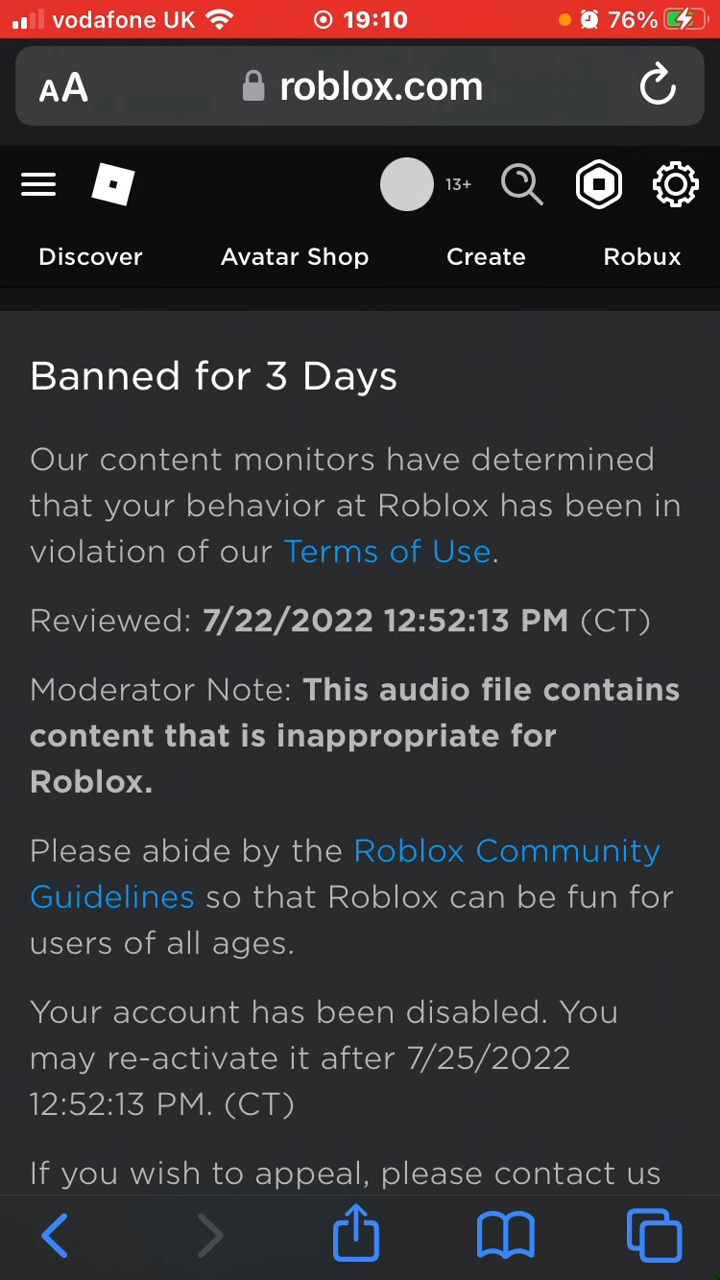 vodafone UK 19:10 76%
AA roblox.com
13+
Discover Avatar Shop Create Robux
Banned for 3 Days
Our content monitors have determined
that your behavior at Roblox has been in
violation of our Terms of Use.
Reviewed: 7/22/2022 12:52:13 PM (CT)
Moderator Note: This audio file contains
content that is inappropriate for
Roblox.
Please abide by the Roblox Community
Guidelines so that Roblox can be fun for
users of all ages.
Your account has been disabled. You
may re-activate it after 7/25/2022
12:52:13 PM. (CT)
If you wish to appeal, please contact us